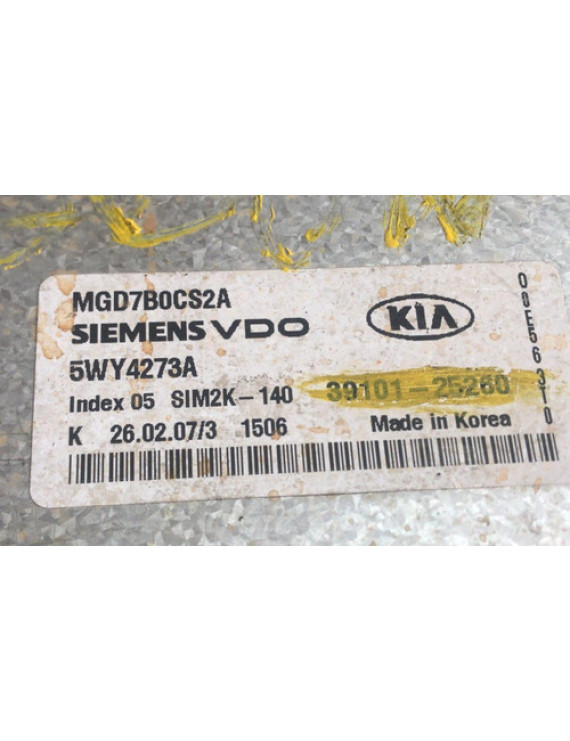 MGD7B0CS2A
SIEMENS VDO
KIA
5WY4273A
39101-25260
Index 05 SIM2K-140
K 26.02.07/3 1506
Made in Korea